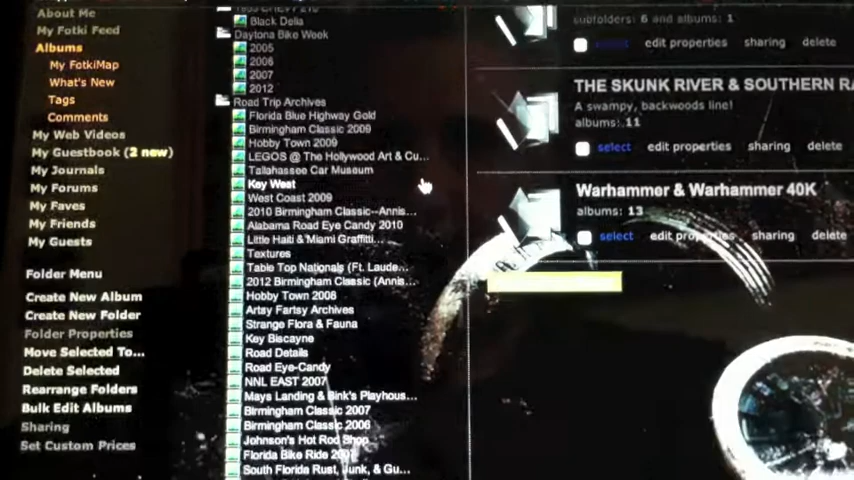 About Me
My Fotki Feed
Albums
My FotkiMap
What's New
Tags
Comments
My Web Videos
My Guestbook (2 new)
My Journals
My Forums
My Faves
My Friends
My Guests
Folder Menu
Create New Album
Create New Folder
Folder Properties
Move Selected To...
Delete Selected
Rearrange Folders
Bulk Edit Albums
Sharing
Set Custom Prices
Black Delia
Daytona Bike Week
2005
2006
2007
2012
Road Trip Archives
Florida Blue Highway Gold
Birmingham Classic 2009
Hobby Town 2009
LEGOS @ The Hollywood Art & Cu...
Tallahassee Car Museum
Key West
West Coast 2009
2010 Birmingham Classic--Annis...
Alabama Road Eye Candy 2010
Little Haiti & Miami Graffiti...
Textures
Table Top Nationals (Ft. Laude...
2012 Birmingham Classic (Annis...
Hobby Town 2008
Artsy Fartsy Archives
Strange Flora & Fauna
Key Biscayne
Road Details
Road Eye-Candy
NNL EAST 2007
Mays Landing & Bink's Playhous...
Birmingham Classic 2007
Birmingham Classic 2006
Johnson's Hot Rod Shop
Florida Bike Ride 2007
South Florida Rust, Junk, & Gu...
subfolders: 6 and albums: 1
select edit properties sharing delete
THE SKUNK RIVER & SOUTHERN RA
A swampy, backwoods line!
albums: 11
select edit properties sharing delete
Warhammer & Warhammer 40K
albums: 13
select edit properties sharing delete